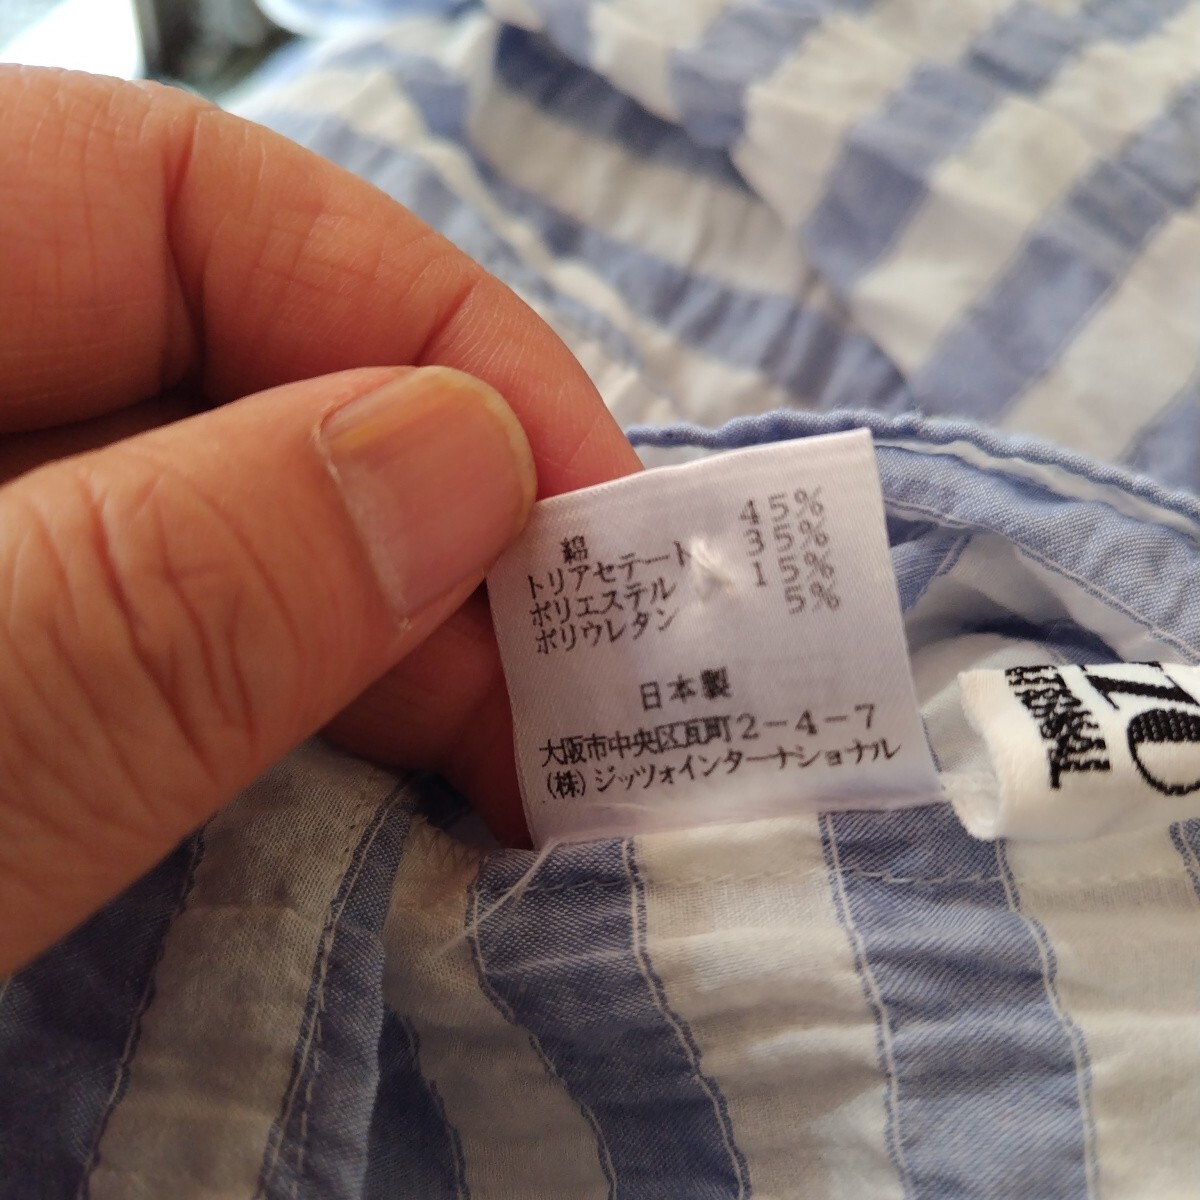 綿 45%
トリアセテート 35%
ポリエステル 15%
ポリウレタン 5%
日本製
大阪市中央区瓦町2-4-7
(株)ジッツォインターナショナル
ZO